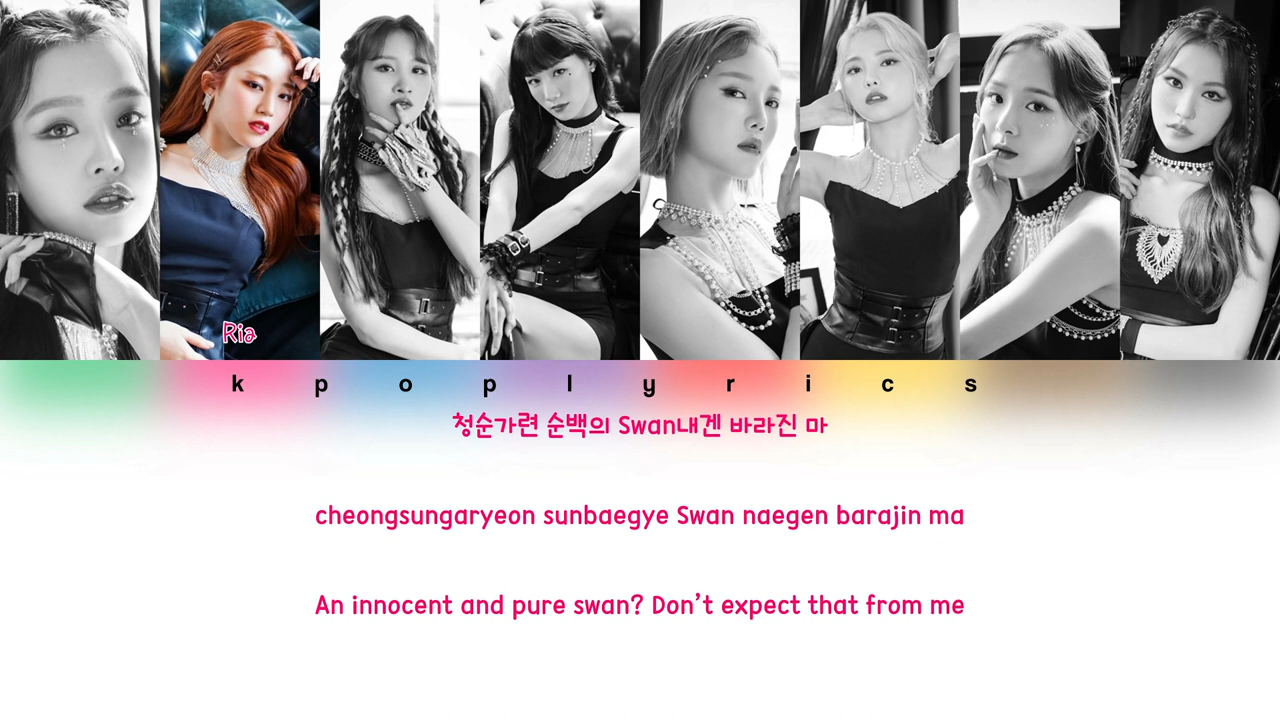 Ria
k p o p l y r i c s
청순가련 순백의 Swan내겐 바라진 마
cheongsungaryeon sunbaegye Swan naegen barajin ma
An innocent and pure swan? Don't expect that from me